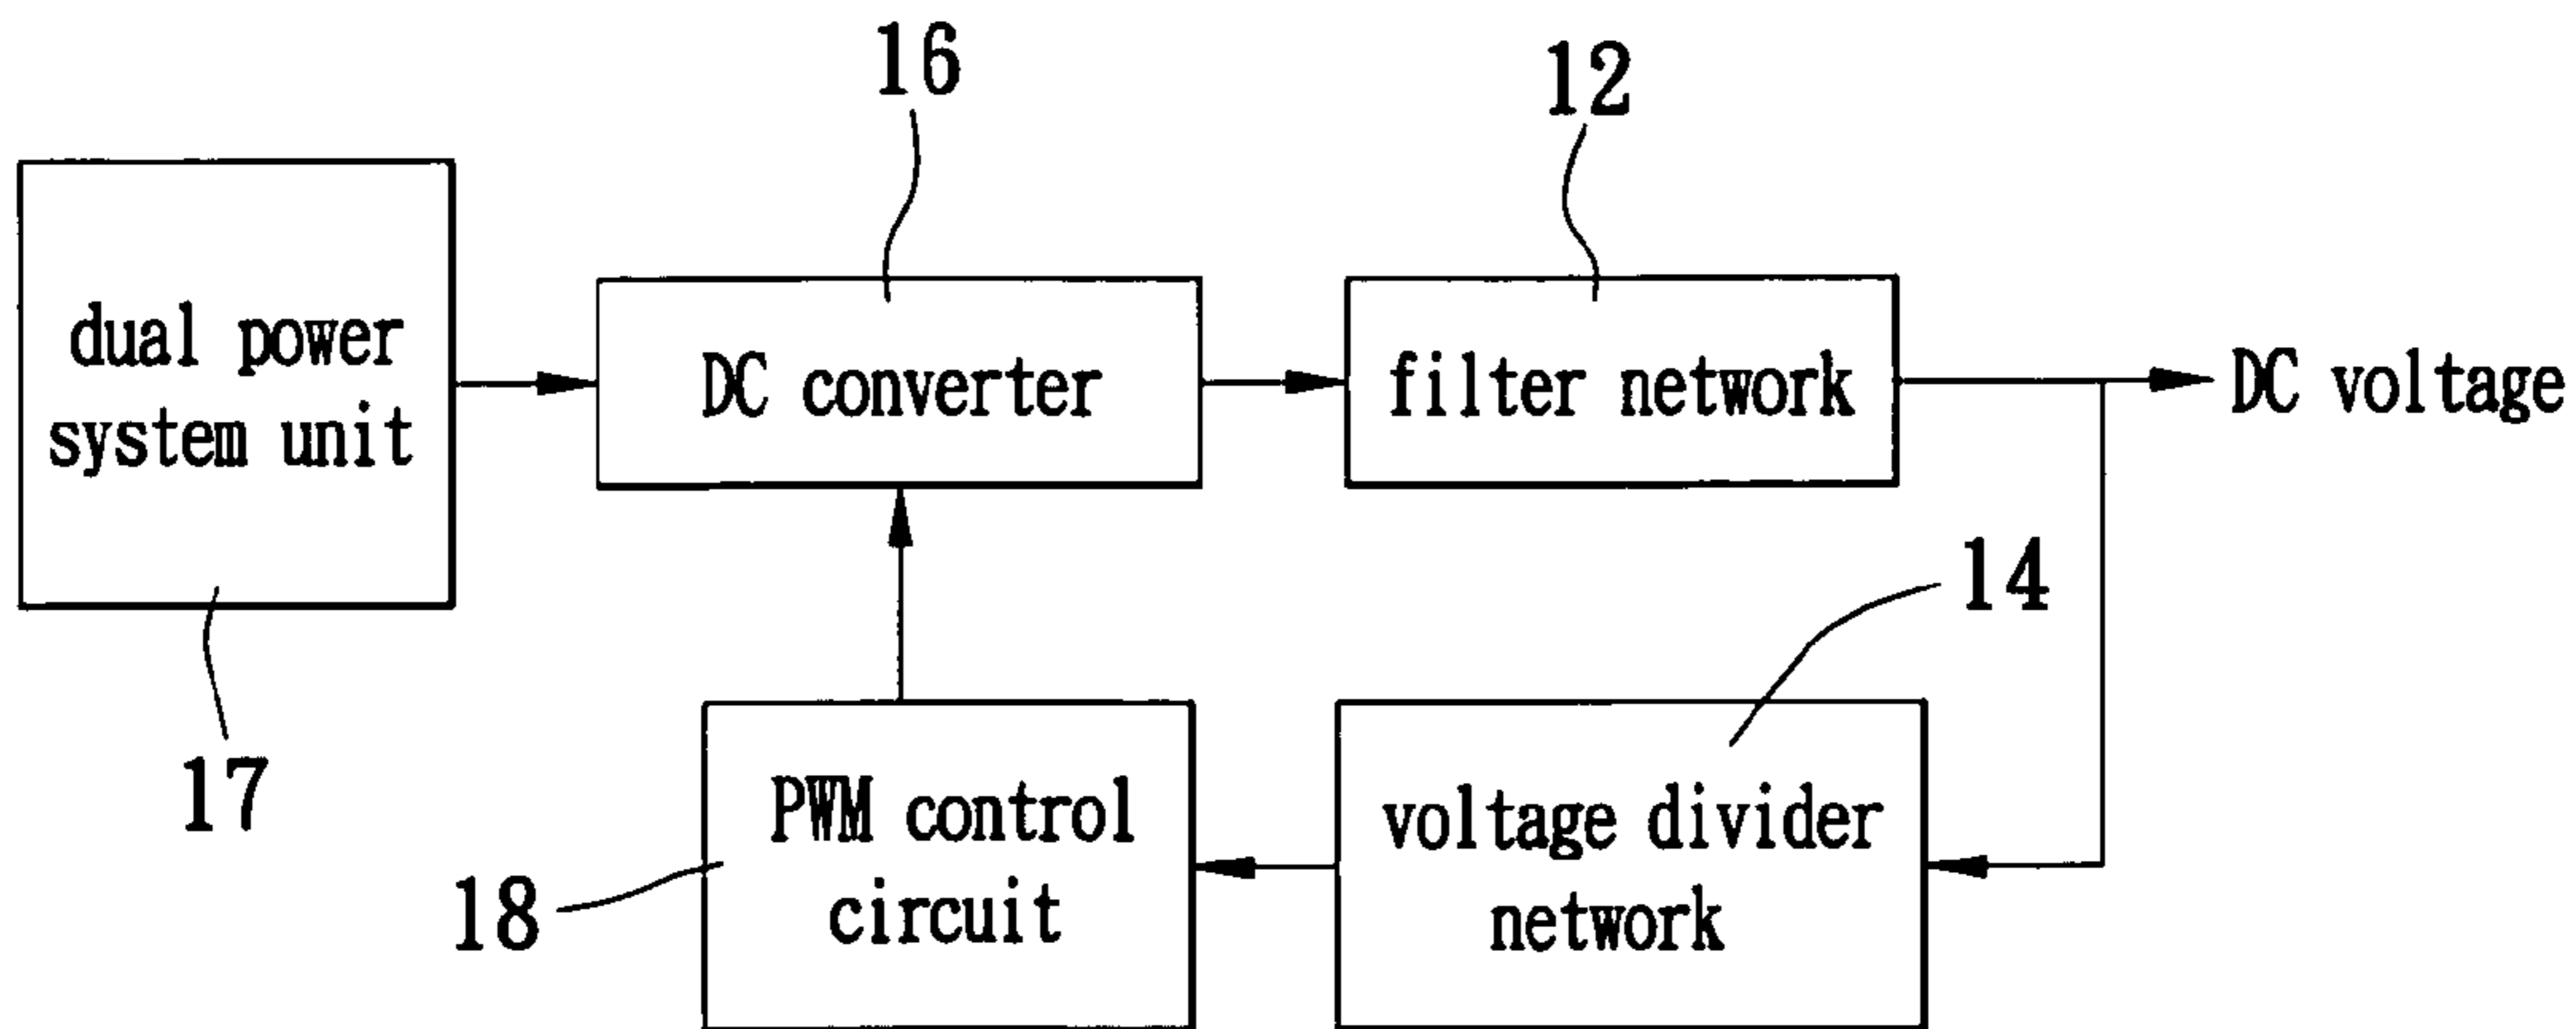 16
12
dual power
system unit
DC converter
filter network
DC voltage
14
17
PWM control
circuit
voltage divider
network
18